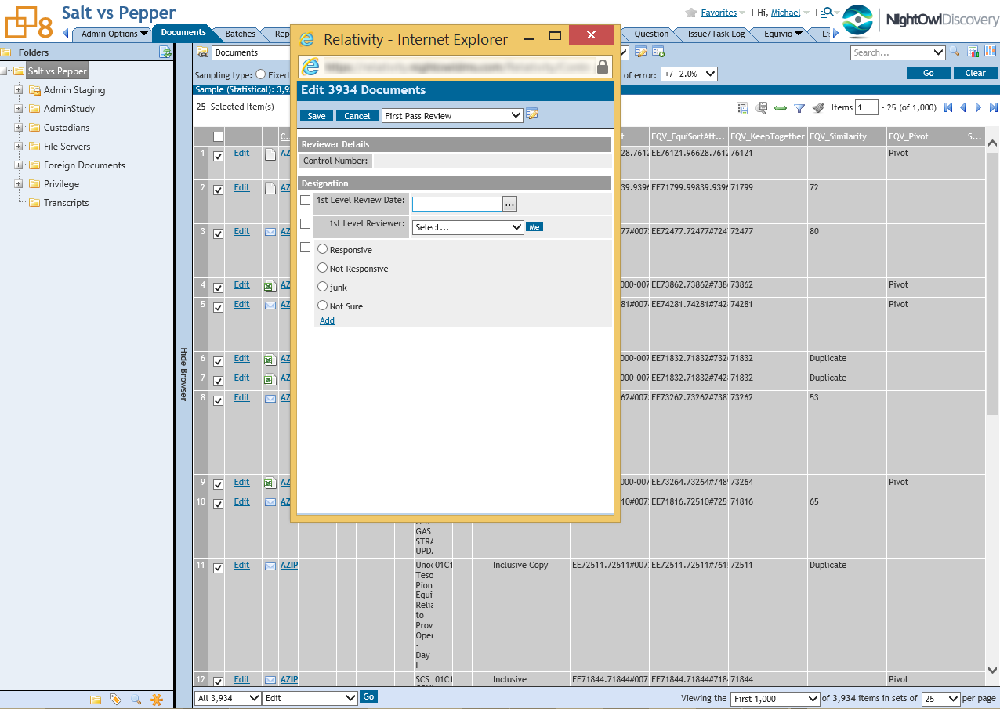 8 Salt vs Pepper
Favorites | Hi, Michael |
NightOwlDiscovery
Admin Options Documents Batches Rep Question Issue/Task Log Equivio Li
Folders
Salt vs Pepper
Admin Staging
AdminStudy
Custodians
File Servers
Foreign Documents
Privilege
Transcripts
Hide Browser
Documents
Search...
Sampling type: Fixed of error: +/- 2.0% Go Clear
Sample (Statistical): 3,9
25 Selected Item(s) Items 1 - 25 (of 1,000)
Relativity - Internet Explorer
Edit 3934 Documents
Save Cancel First Pass Review
Reviewer Details
Control Number:
Designation
1st Level Review Date: ...
1st Level Reviewer: Select... Me
Responsive
Not Responsive
junk
Not Sure
Add
C... t EQV_EquiSortAtt... EQV_KeepTogether EQV_Similarity EQV_Pivot S...
1 Edit AZ 28.7612 EE76121.96628.7612 76121 Pivot
2 Edit AZ 39.9396 EE71799.99839.9396 71799 72
3 Edit AZ 77#007 EE72477.72477#724 72477 80
4 Edit AZ 000-007 EE73862.73862#738 73862 Pivot
5 Edit AZ 81#007 EE74281.74281#742 74281 Pivot
6 Edit AZ 000-007 EE71832.71832#732 71832 Duplicate
7 Edit AZ 000-007 EE71832.71832#742 71832 Duplicate
8 Edit AZ 62#007 EE73262.73262#738 73262 53
9 Edit AZ 000-007 EE73264.73264#748 73264 Pivot
10 Edit AZ 10#007 EE71816.72510#725 71816 65
GAS
STRA
UPD
11 Edit AZIP Unoc 01C1 Inclusive Copy EE72511.72511#007 EE72511.72511#761 72511 Duplicate
Teso
Pion
Equi
Relia
to
Prov
Ope
-
Day
I
12 Edit AZIP SCS 01C1 Inclusive EE71844.71844#007 EE71844.71844#718 71844 Pivot
All 3,934 Edit Go Viewing the First 1,000 of 3,934 items in sets of 25 per page